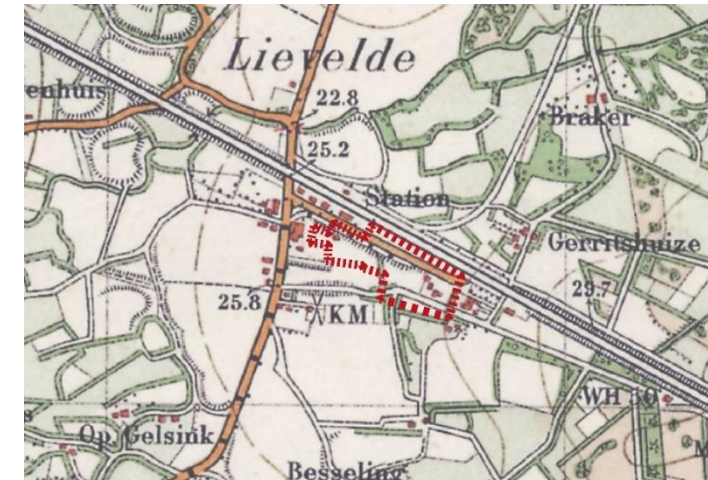 Lievelde
22.8
enhuis
Braker
25.2
Station
Gerritshuize
29.7
25.8
KM
WH 50
Op Gelsink
Besseling
M